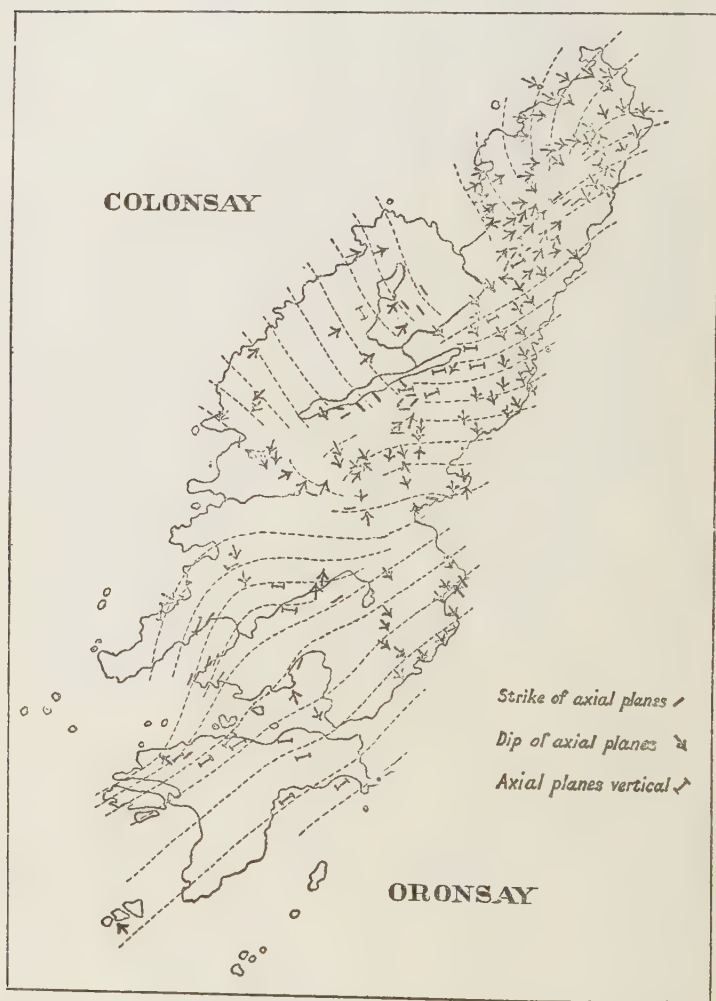 COLONSAY
Strike of axial planes
Dip of axial planes
Axial planes vertical
ORONSAY